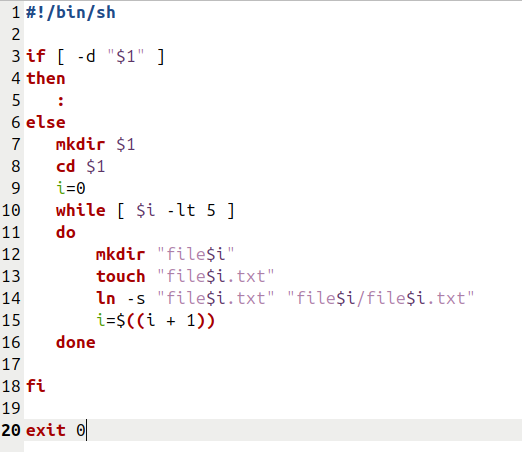 1 #!/bin/sh
2
3 if [ -d "$1" ]
4 then
5    :
6 else
7    mkdir $1
8    cd $1
9    i=0
10    while [ $i -lt 5 ]
11    do
12        mkdir "file$i"
13        touch "file$i.txt"
14        ln -s "file$i.txt" "file$i/file$i.txt"
15        i=$((i + 1))
16    done
17
18 fi
19
20 exit 0